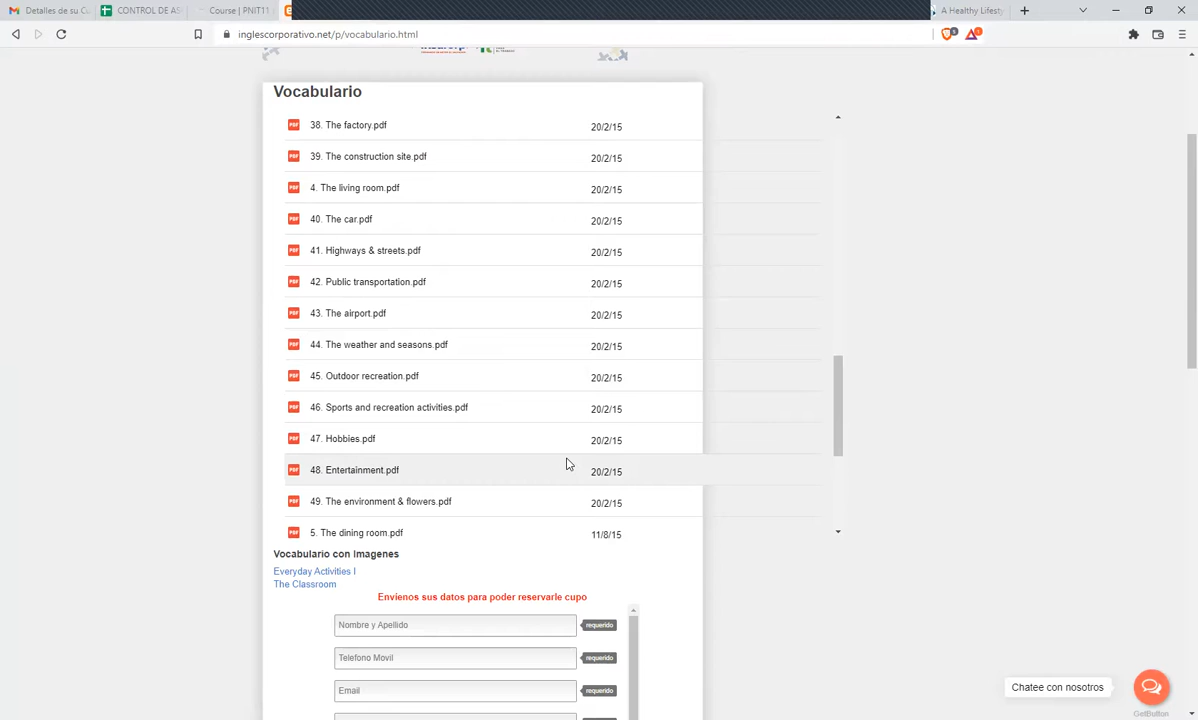 Detalles de su Cu
CONTROL DE AS
Course | PNIT11
A Healthy Lifesty
inglescorporativo.net/p/vocabulario.html
Vocabulario
38. The factory.pdf 20/2/15
39. The construction site.pdf 20/2/15
4. The living room.pdf 20/2/15
40. The car.pdf 20/2/15
41. Highways & streets.pdf 20/2/15
42. Public transportation.pdf 20/2/15
43. The airport.pdf 20/2/15
44. The weather and seasons.pdf 20/2/15
45. Outdoor recreation.pdf 20/2/15
46. Sports and recreation activities.pdf 20/2/15
47. Hobbies.pdf 20/2/15
48. Entertainment.pdf 20/2/15
49. The environment & flowers.pdf 20/2/15
5. The dining room.pdf 11/8/15
Vocabulario con Imagenes
Everyday Activities I
The Classroom
Envienos sus datos para poder reservarle cupo
Nombre y Apellido requerido
Telefono Movil requerido
Email requerido
Chatee con nosotros
GetButton